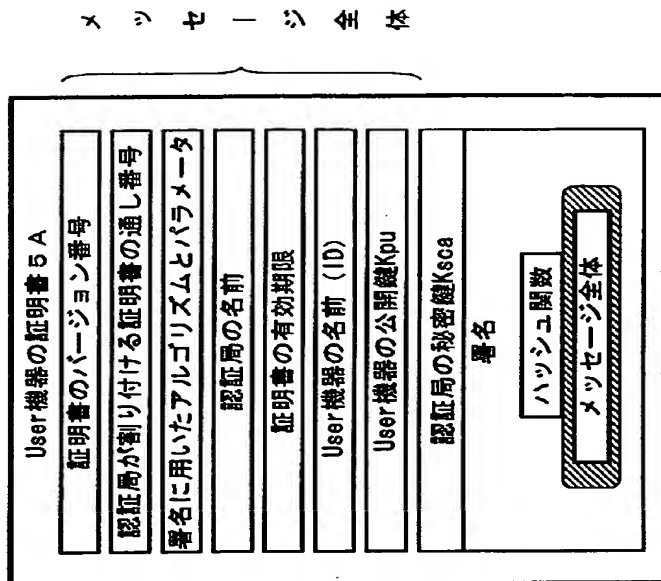 メッセージ全体
User機器の証明書5A
証明書のバージョン番号
認証局が割り付ける証明書の通し番号
署名に用いたアルゴリズムとパラメータ
認証局の名前
証明書の有効期限
User機器の名前 (ID)
User機器の公開鍵Kpu
認証局の秘密鍵Ksca
署名
ハッシュ関数
メッセージ全体